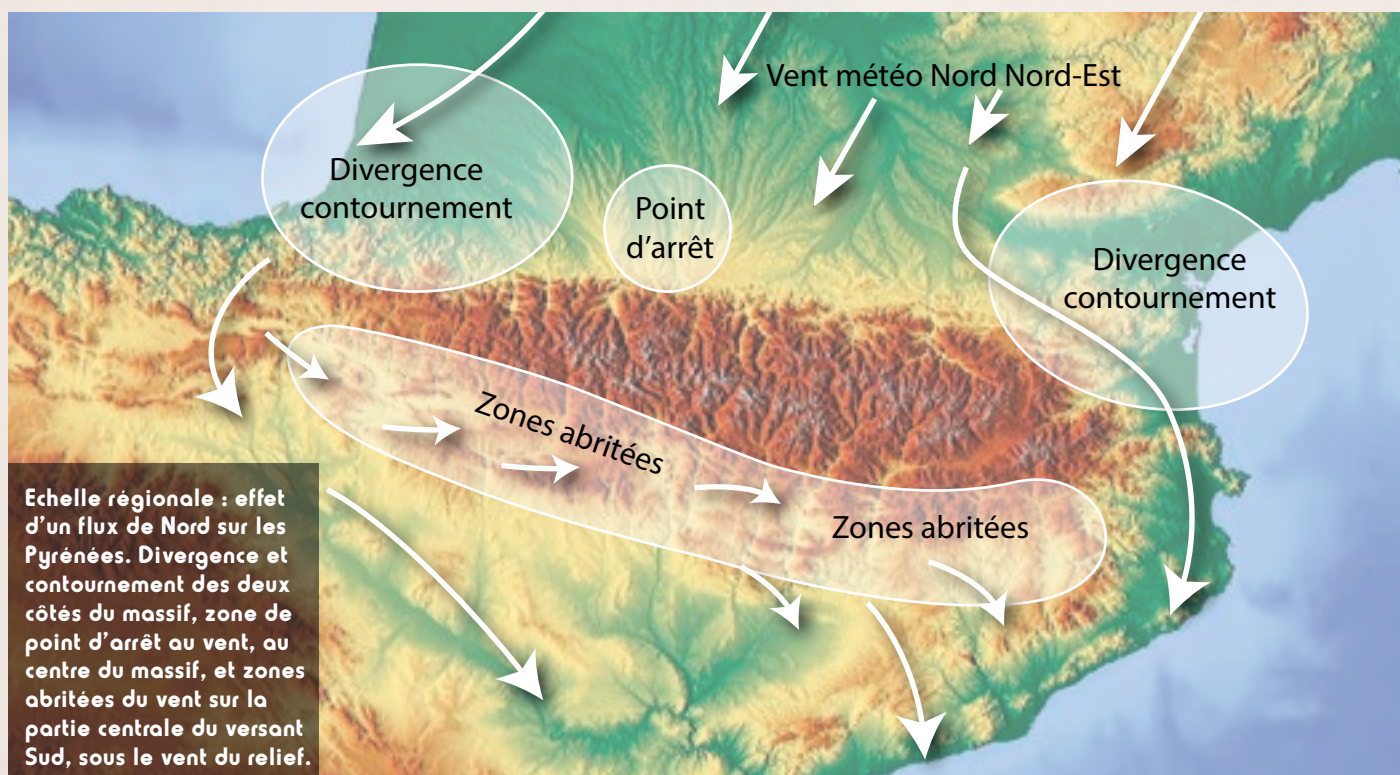 Vent météo Nord Nord-Est
Divergence
contournement
Point
d'arrêt
Divergence
contournement
Zones abritées
Zones abritées
Echelle régionale : effet
d'un flux de Nord sur les
Pyrénées. Divergence et
contournement des deux
côtés du massif, zone de
point d'arrêt au vent, au
centre du massif, et zones
abritées du vent sur la
partie centrale du versant
Sud, sous le vent du relief.